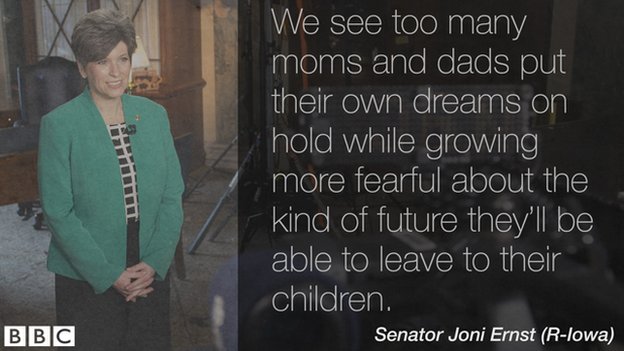 We see too many
moms and dads put
their own dreams on
hold while growing
more fearful about the
kind of future they'll be
able to leave to their
children.
Senator Joni Ernst (R-Iowa)
BBC